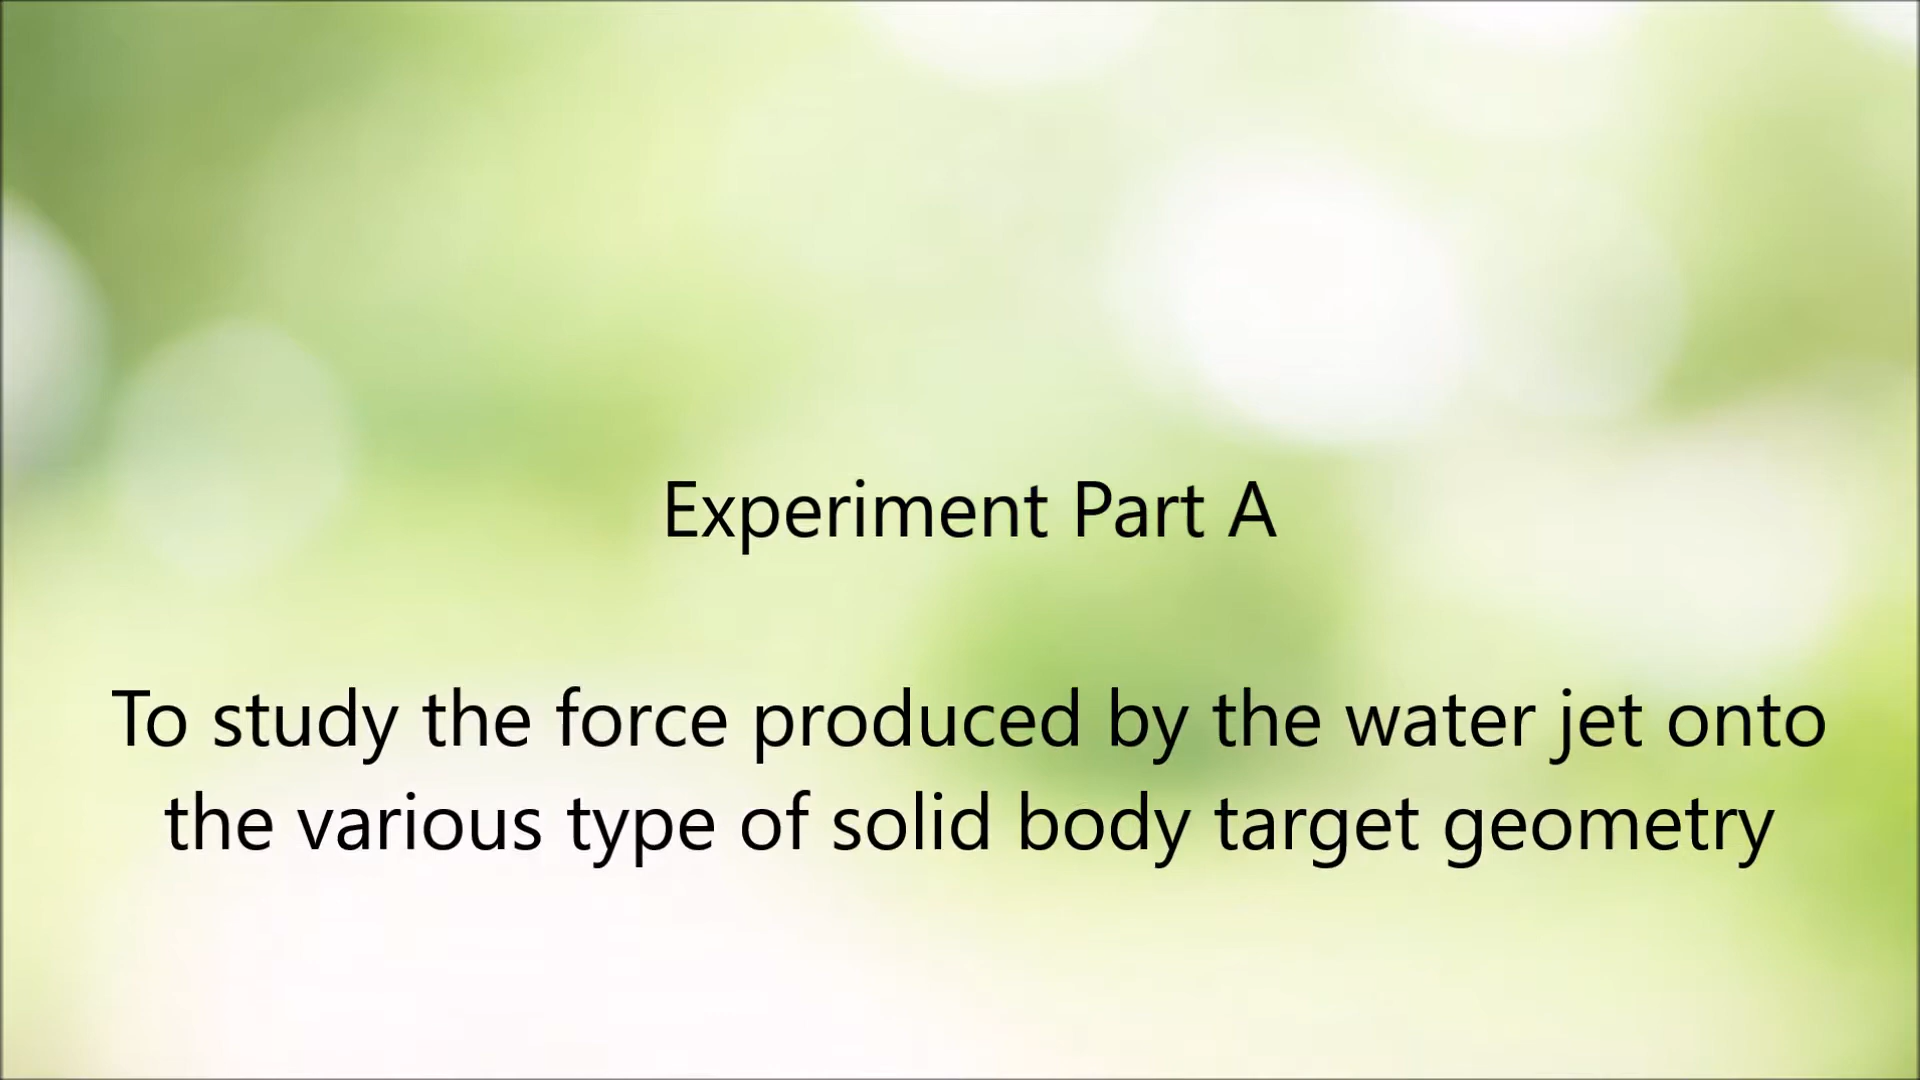 Experiment Part A
To study the force produced by the water jet onto
the various type of solid body target geometry